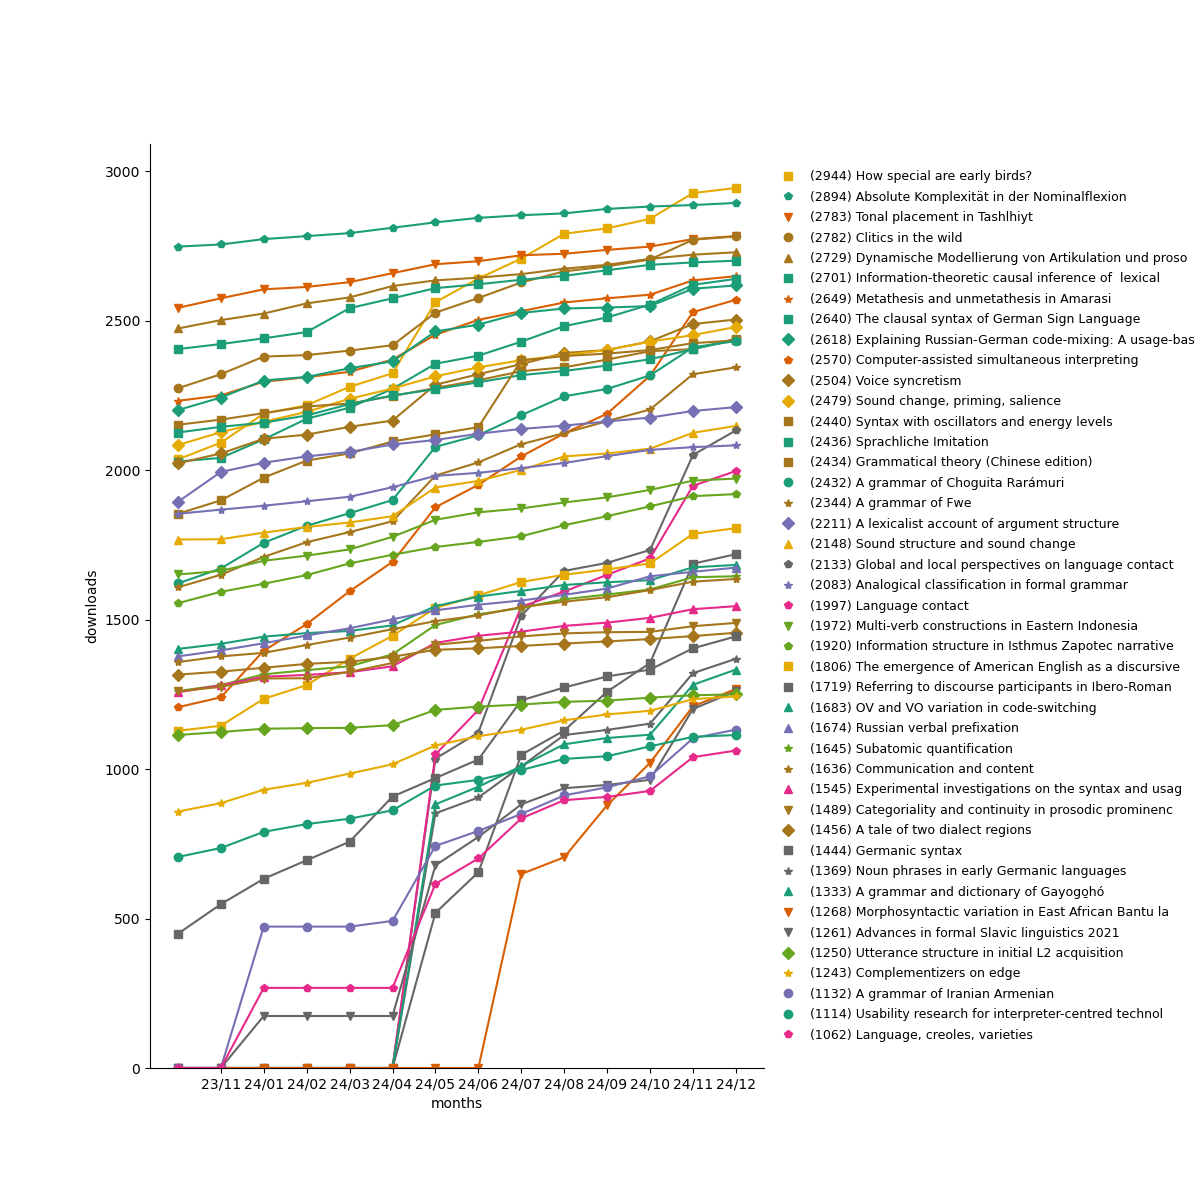 3000
2500
2000
1500
1000
500
0
downloads
23/11 24/01 24/02 24/03 24/04 24/05 24/06 24/07 24/08 24/09 24/10 24/11 24/12
months
(2944) How special are early birds?
(2894) Absolute Komplexität in der Nominalflexion
(2783) Tonal placement in Tashlhiyt
(2782) Clitics in the wild
(2729) Dynamische Modellierung von Artikulation und proso
(2701) Information-theoretic causal inference of  lexical
(2649) Metathesis and unmetathesis in Amarasi
(2640) The clausal syntax of German Sign Language
(2618) Explaining Russian-German code-mixing: A usage-bas
(2570) Computer-assisted simultaneous interpreting
(2504) Voice syncretism
(2479) Sound change, priming, salience
(2440) Syntax with oscillators and energy levels
(2436) Sprachliche Imitation
(2434) Grammatical theory (Chinese edition)
(2432) A grammar of Choguita Rarámuri
(2344) A grammar of Fwe
(2211) A lexicalist account of argument structure
(2148) Sound structure and sound change
(2133) Global and local perspectives on language contact
(2083) Analogical classification in formal grammar
(1997) Language contact
(1972) Multi-verb constructions in Eastern Indonesia
(1920) Information structure in Isthmus Zapotec narrative
(1806) The emergence of American English as a discursive
(1719) Referring to discourse participants in Ibero-Roman
(1683) OV and VO variation in code-switching
(1674) Russian verbal prefixation
(1645) Subatomic quantification
(1636) Communication and content
(1545) Experimental investigations on the syntax and usag
(1489) Categoriality and continuity in prosodic prominenc
(1456) A tale of two dialect regions
(1444) Germanic syntax
(1369) Noun phrases in early Germanic languages
(1333) A grammar and dictionary of Gayogo̱hó
(1268) Morphosyntactic variation in East African Bantu la
(1261) Advances in formal Slavic linguistics 2021
(1250) Utterance structure in initial L2 acquisition
(1243) Complementizers on edge
(1132) A grammar of Iranian Armenian
(1114) Usability research for interpreter-centred technol
(1062) Language, creoles, varieties